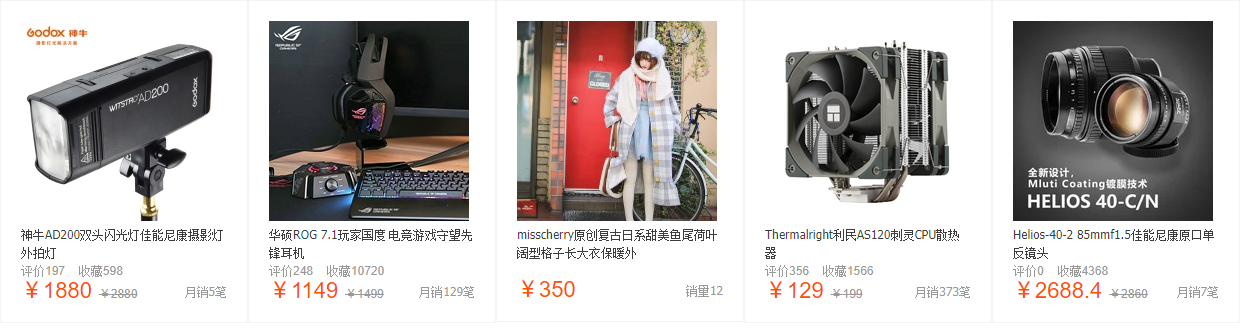 Godox 神牛
摄影灯光解决方案
WITSTRO AD200
Godox
神牛AD200双头闪光灯佳能尼康摄影灯
外拍灯
评价197 收藏598
￥1880 ￥2880 月销5笔
REPUBLIC OF
GAMERS
华硕ROG 7.1玩家国度 电竞游戏守望先
锋耳机
评价248 收藏10720
￥1149 ￥1499 月销129笔
CLOSED
misscherry原创复古日系甜美鱼尾荷叶
阔型格子长大衣保暖外
￥350 销量12
Thermalright利民AS120刺灵CPU散热
器
评价356 收藏1566
￥129 ￥199 月销373笔
全新设计，
Mluti Coating镀膜技术
HELIOS 40-C/N
Helios-40-2 85mmf1.5佳能尼康原口单
反镜头
评价0 收藏4368
￥2688.4 ￥2860 月销7笔